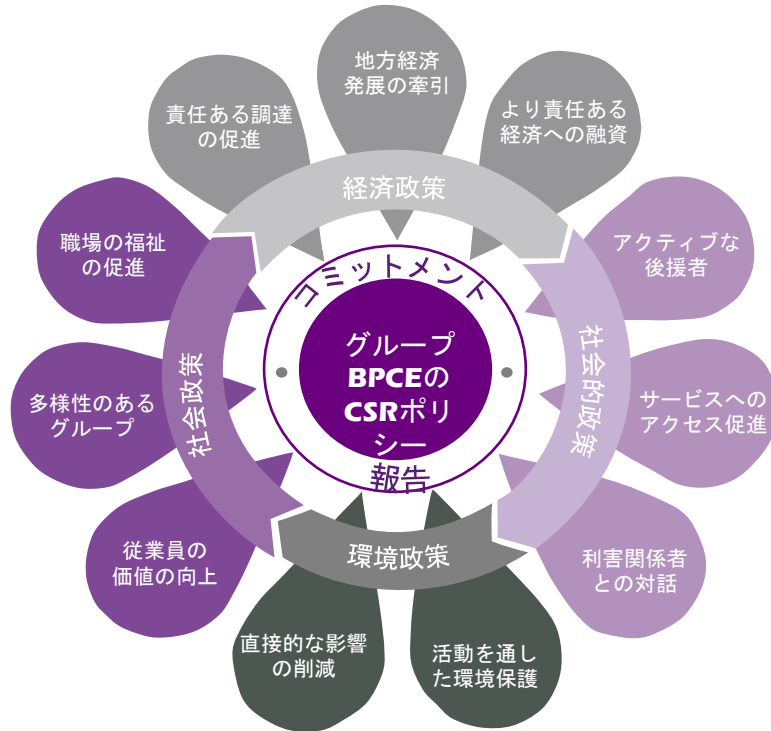 地方経済
発展の牽引
責任ある調達
の促進
より責任ある
経済への融資
経済政策
職場の福祉
の促進
アクティブな
後援者
コミットメント
グループ
BPCEの
CSRポリ
シー
報告
社会政策
社会的政策
多様性のある
グループ
サービスへの
アクセス促進
従業員の
価値の向上
環境政策
利害関係者
との対話
直接的な影響
の削減
活動を通し
た環境保護